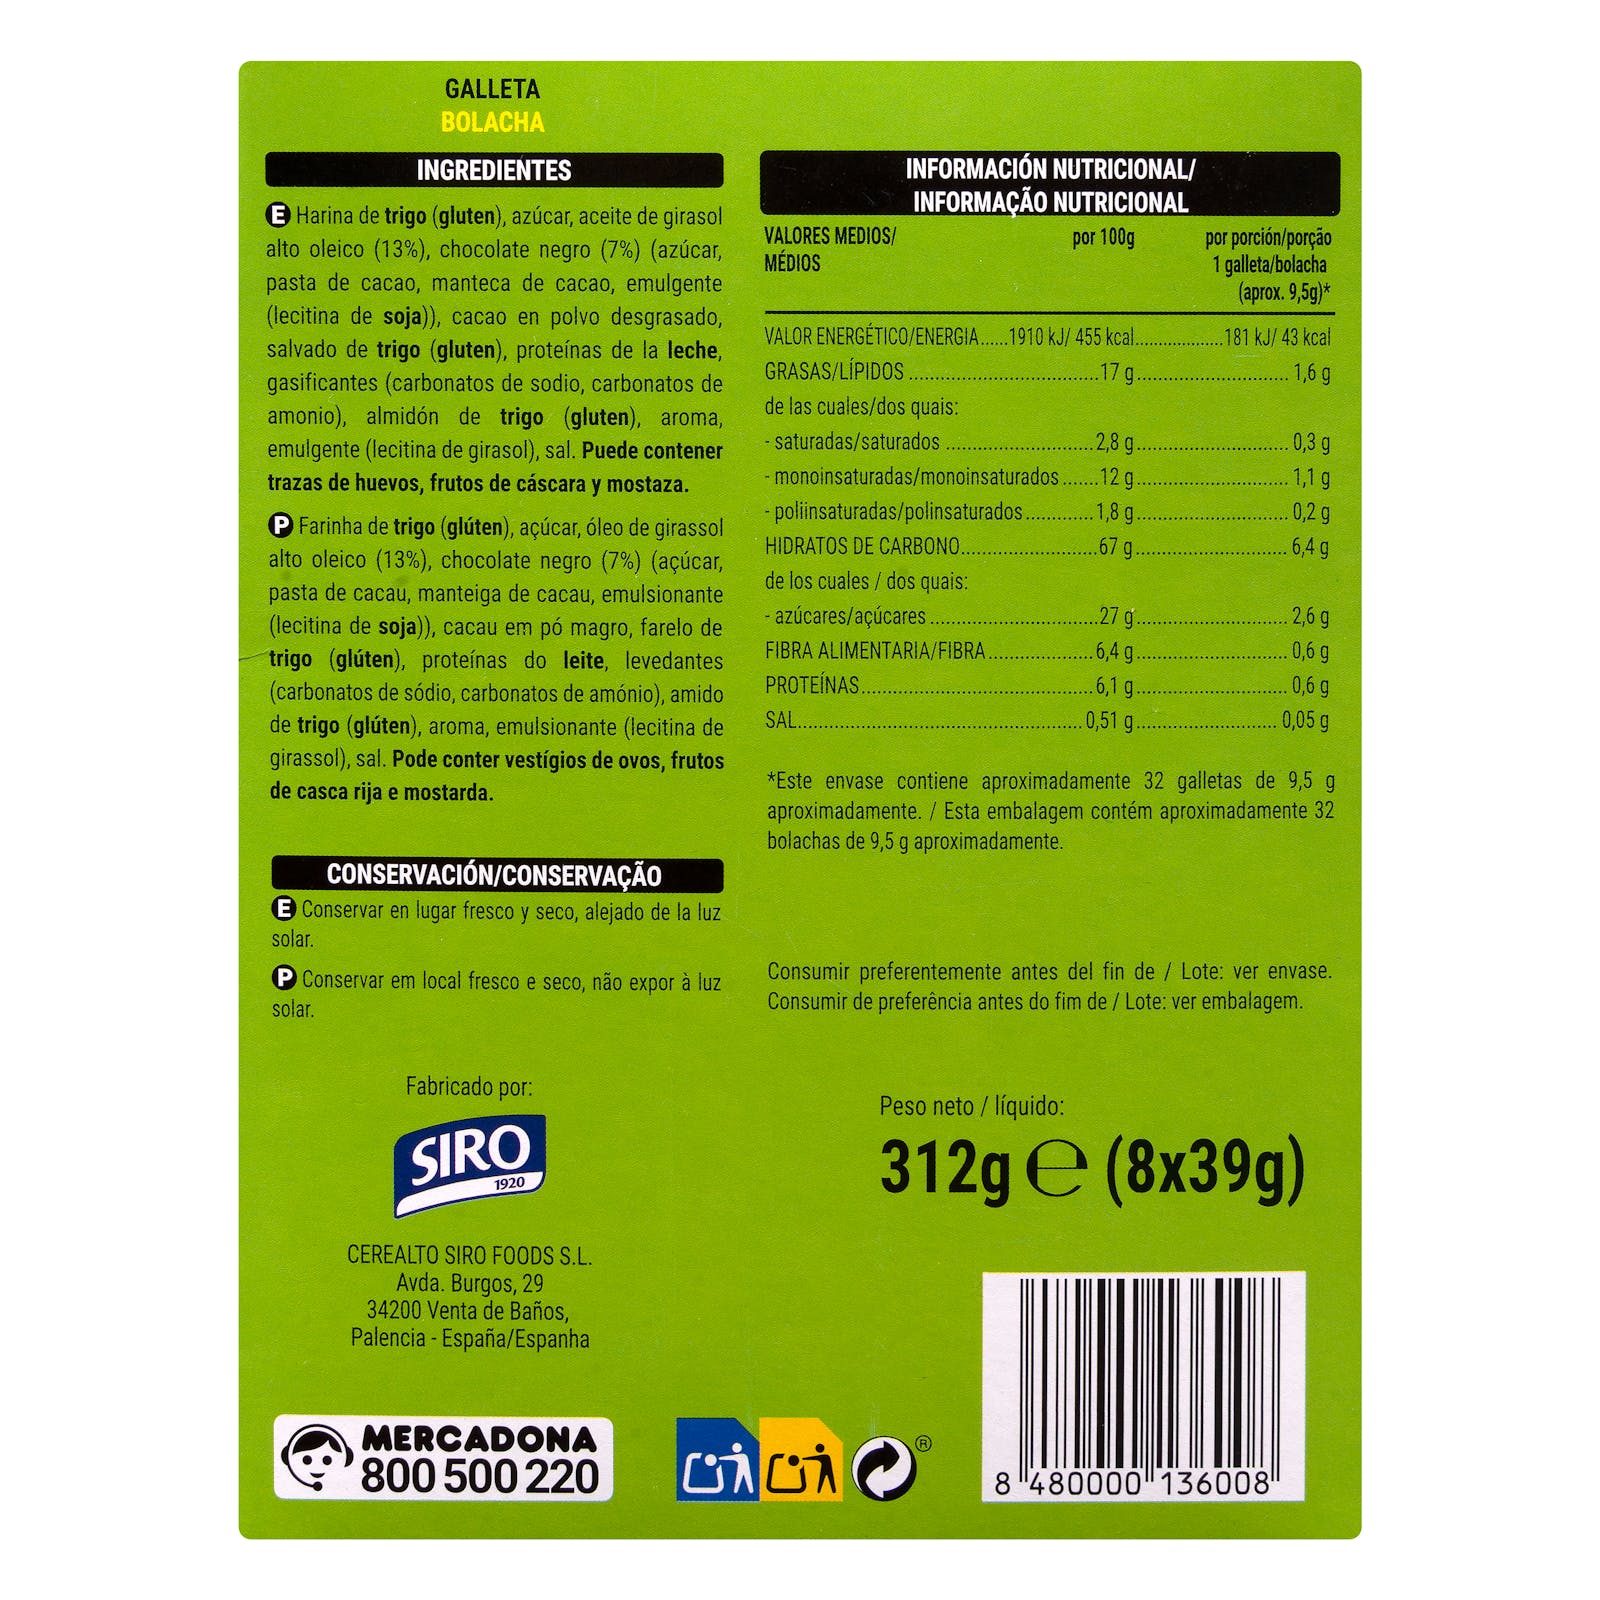 GALLETA
BOLACHA
INGREDIENTES
E Harina de trigo (gluten), azúcar, aceite de girasol
alto oleico (13%), chocolate negro (7%) (azúcar,
pasta de cacao, manteca de cacao, emulgente
(lecitina de soja)), cacao en polvo desgrasado,
salvado de trigo (gluten), proteínas de la leche,
gasificantes (carbonatos de sodio, carbonatos de
amonio), almidón de trigo (gluten), aroma,
emulgente (lecitina de girasol), sal. Puede contener
trazas de huevos, frutos de cáscara y mostaza.
P Farinha de trigo (glúten), açúcar, óleo de girassol
alto oleico (13%), chocolate negro (7%) (açúcar,
pasta de cacau, manteiga de cacau, emulsionante
(lecitina de soja)), cacau em pó magro, farelo de
trigo (glúten), proteínas do leite, levedantes
(carbonatos de sódio, carbonatos de amónio), amido
de trigo (glúten), aroma, emulsionante (lecitina de
girassol), sal. Pode conter vestígios de ovos, frutos
de casca rija e mostarda.
CONSERVACIÓN/CONSERVAÇÃO
E Conservar en lugar fresco y seco, alejado de la luz
solar.
P Conservar em local fresco e seco, não expor à luz
solar.
Fabricado por:
SIRO
1920
CEREALTO SIRO FOODS S.L.
Avda. Burgos, 29
34200 Venta de Baños,
Palencia - España/Espanha
MERCADONA
800 500 220
INFORMACIÓN NUTRICIONAL/
INFORMAÇÃO NUTRICIONAL
VALORES MEDIOS/ por 100g por porción/porção
MÉDIOS 1 galleta/bolacha
(aprox. 9,5g)*
VALOR ENERGÉTICO/ENERGIA......1910 kJ/ 455 kcal...................181 kJ/ 43 kcal
GRASAS/LÍPIDOS ..................................17 g........................... 1,6 g
de las cuales/dos quais:
- saturadas/saturados ...........................2,8 g........................... 0,3 g
- monoinsaturadas/monoinsaturados .......12 g........................... 1,1 g
- poliinsaturadas/polinsaturados............1,8 g........................... 0,2 g
HIDRATOS DE CARBONO.........................67 g........................... 6,4 g
de los cuales / dos quais:
- azúcares/açúcares ..............................27 g........................... 2,6 g
FIBRA ALIMENTARIA/FIBRA...................6,4 g........................... 0,6 g
PROTEÍNAS..........................................6,1 g........................... 0,6 g
SAL.................................................... 0,51 g......................... 0,05 g
*Este envase contiene aproximadamente 32 galletas de 9,5 g
aproximadamente. / Esta embalagem contém aproximadamente 32
bolachas de 9,5 g aproximadamente.
Consumir preferentemente antes del fin de / Lote: ver envase.
Consumir de preferência antes do fim de / Lote: ver embalagem.
Peso neto / líquido:
312g ℮ (8x39g)
®
8 480000 136008